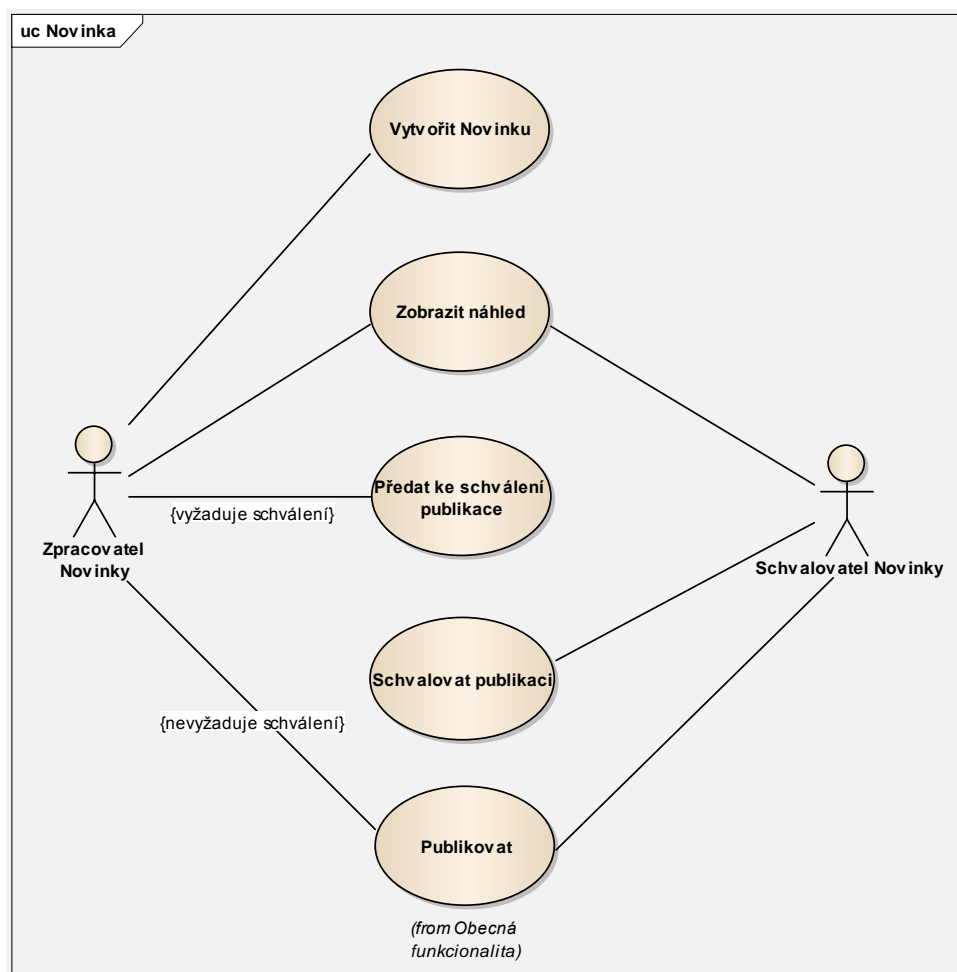 uc Novinka
Vytvořit Novinku
Zobrazit náhled
Předat ke schválení
publikace
{vyžaduje schválení}
Zpracovatel
Novinky
Schvalovatel Novinky
Schvalovat publikaci
{nevyžaduje schválení}
Publikovat
(from Obecná
funkcionalita)